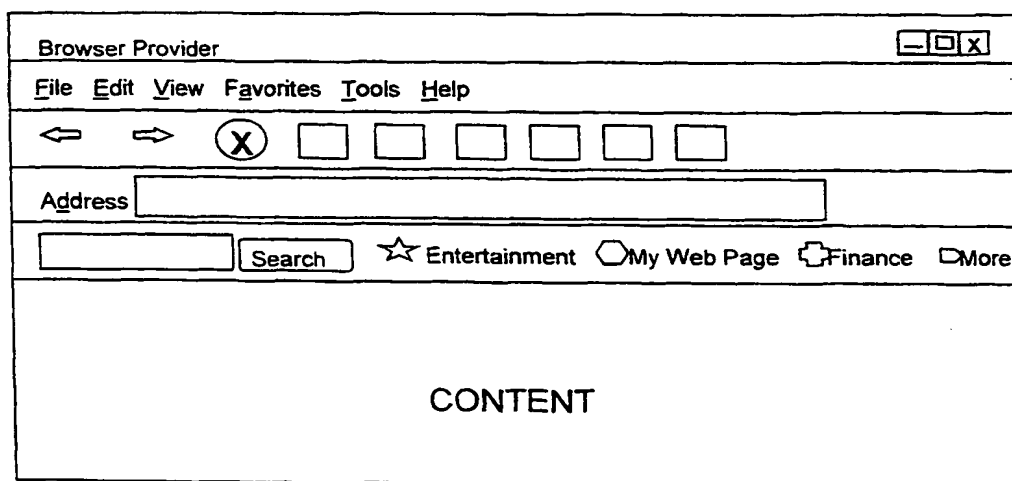 Browser Provider
File Edit View Favorites Tools Help
X
Address
Search Entertainment My Web Page Finance More
CONTENT